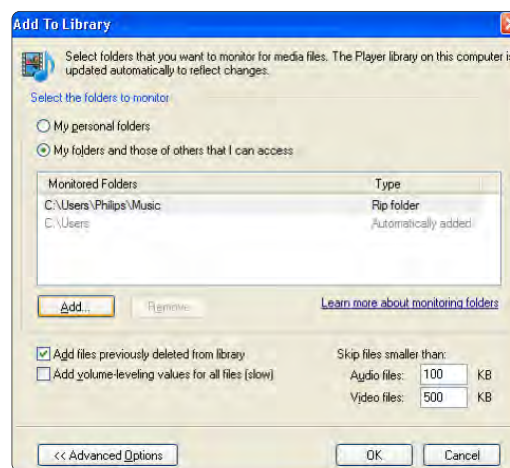 Add To Library
Select folders that you want to monitor for media files. The Player library on this computer is
updated automatically to reflect changes.
Select the folders to monitor
My personal folders
My folders and those of others that I can access
Monitored Folders Type
C:\Users\Philips\Music Rip folder
C:\Users Automatically added
Add... Remove Learn more about monitoring folders
Add files previously deleted from library Skip files smaller than:
Add volume-leveling values for all files (slow) Audio files: 100 KB
Video files: 500 KB
<< Advanced Options OK Cancel